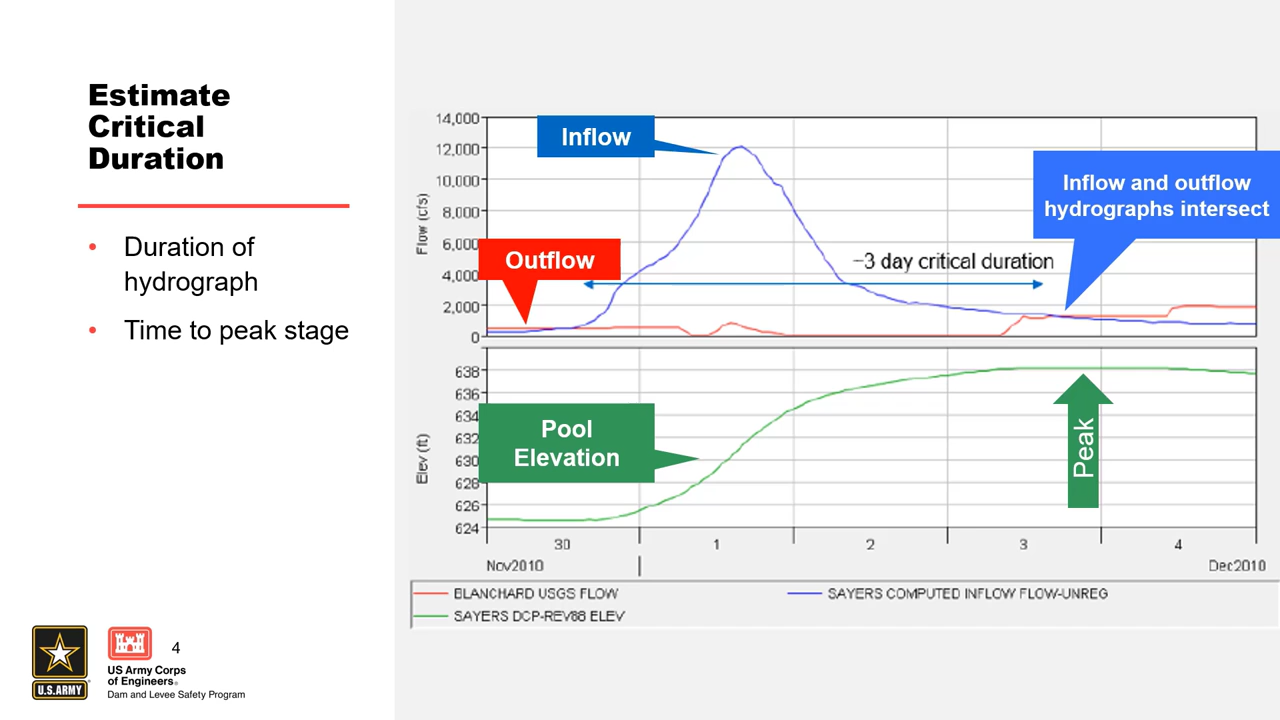 Estimate
Critical
Duration
• Duration of
hydrograph
• Time to peak stage
14,000
12,000
10,000
8,000
6,000
4,000
2,000
0
Flow (cfs)
Inflow
Outflow
Inflow and outflow
hydrographs intersect
~3 day critical duration
638
636
634
632
630
628
626
624
Elev (ft)
Pool
Elevation
Peak
30 1 2 3 4
Nov2010 Dec2010
BLANCHARD USGS FLOW SAYERS COMPUTED INFLOW FLOW-UNREG
SAYERS DCP-REV88 ELEV
U.S.ARMY
4
US Army Corps
of Engineers®
Dam and Levee Safety Program